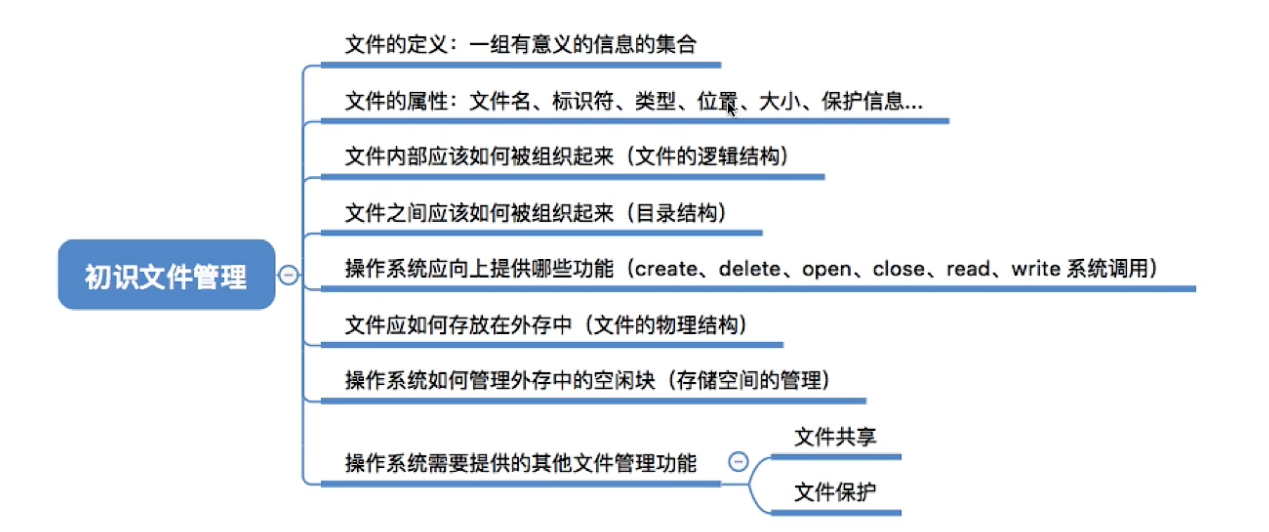 文件的定义：一组有意义的信息的集合
文件的属性：文件名、标识符、类型、位置、大小、保护信息...
文件内部应该如何被组织起来（文件的逻辑结构）
文件之间应该如何被组织起来（目录结构）
初识文件管理
操作系统应向上提供哪些功能（create、delete、open、close、read、write 系统调用）
文件应如何存放在外存中（文件的物理结构）
操作系统如何管理外存中的空闲块（存储空间的管理）
操作系统需要提供的其他文件管理功能
文件共享
文件保护